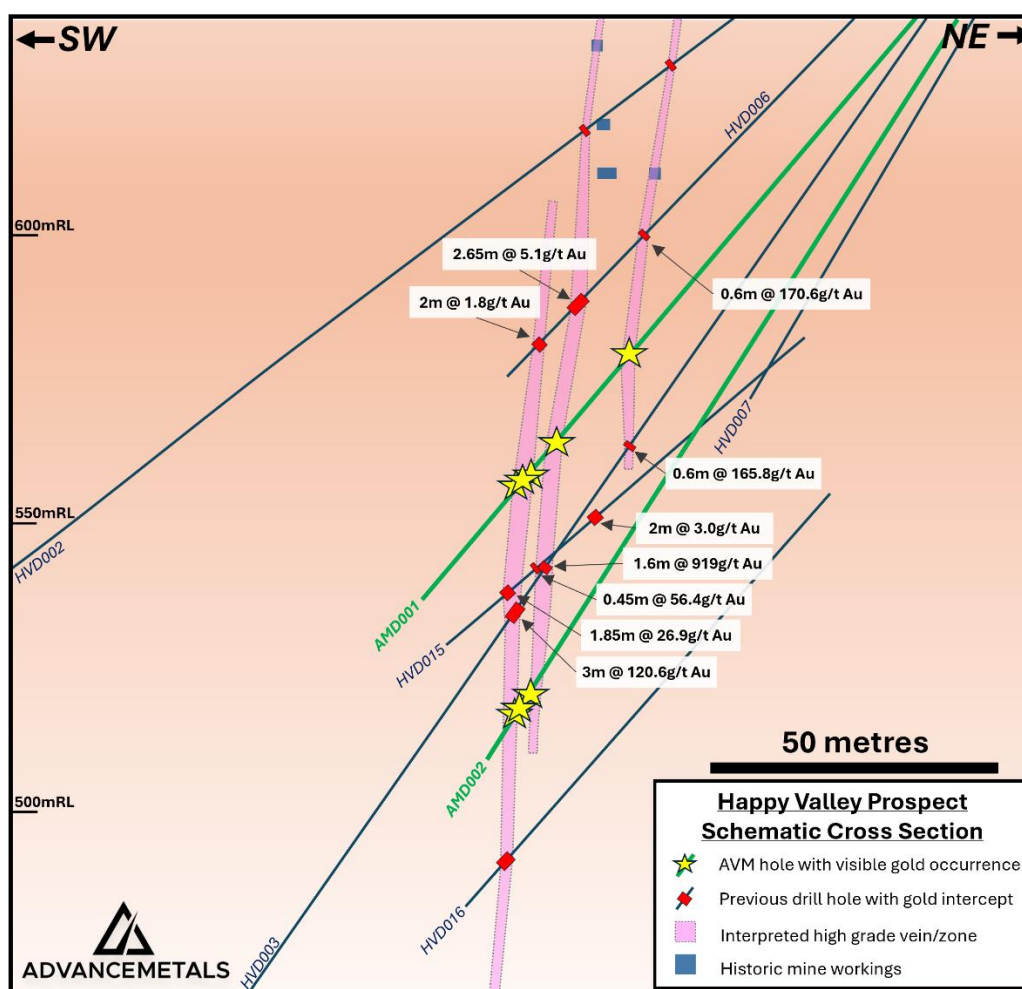 SW
NE
HVD006
600mRL
2.65m @ 5.1g/t Au
0.6m @ 170.6g/t Au
2m @ 1.8g/t Au
HVD007
0.6m @ 165.8g/t Au
550mRL
2m @ 3.0g/t Au
HVD002
1.6m @ 919g/t Au
0.45m @ 56.4g/t Au
AMD001
1.85m @ 26.9g/t Au
HVD015
3m @ 120.6g/t Au
50 metres
AMD002
500mRL
Happy Valley Prospect
Schematic Cross Section
AVM hole with visible gold occurrence
Previous drill hole with gold intercept
HVD016
Interpreted high grade vein/zone
HVD003
ADVANCEMETALS
Historic mine workings